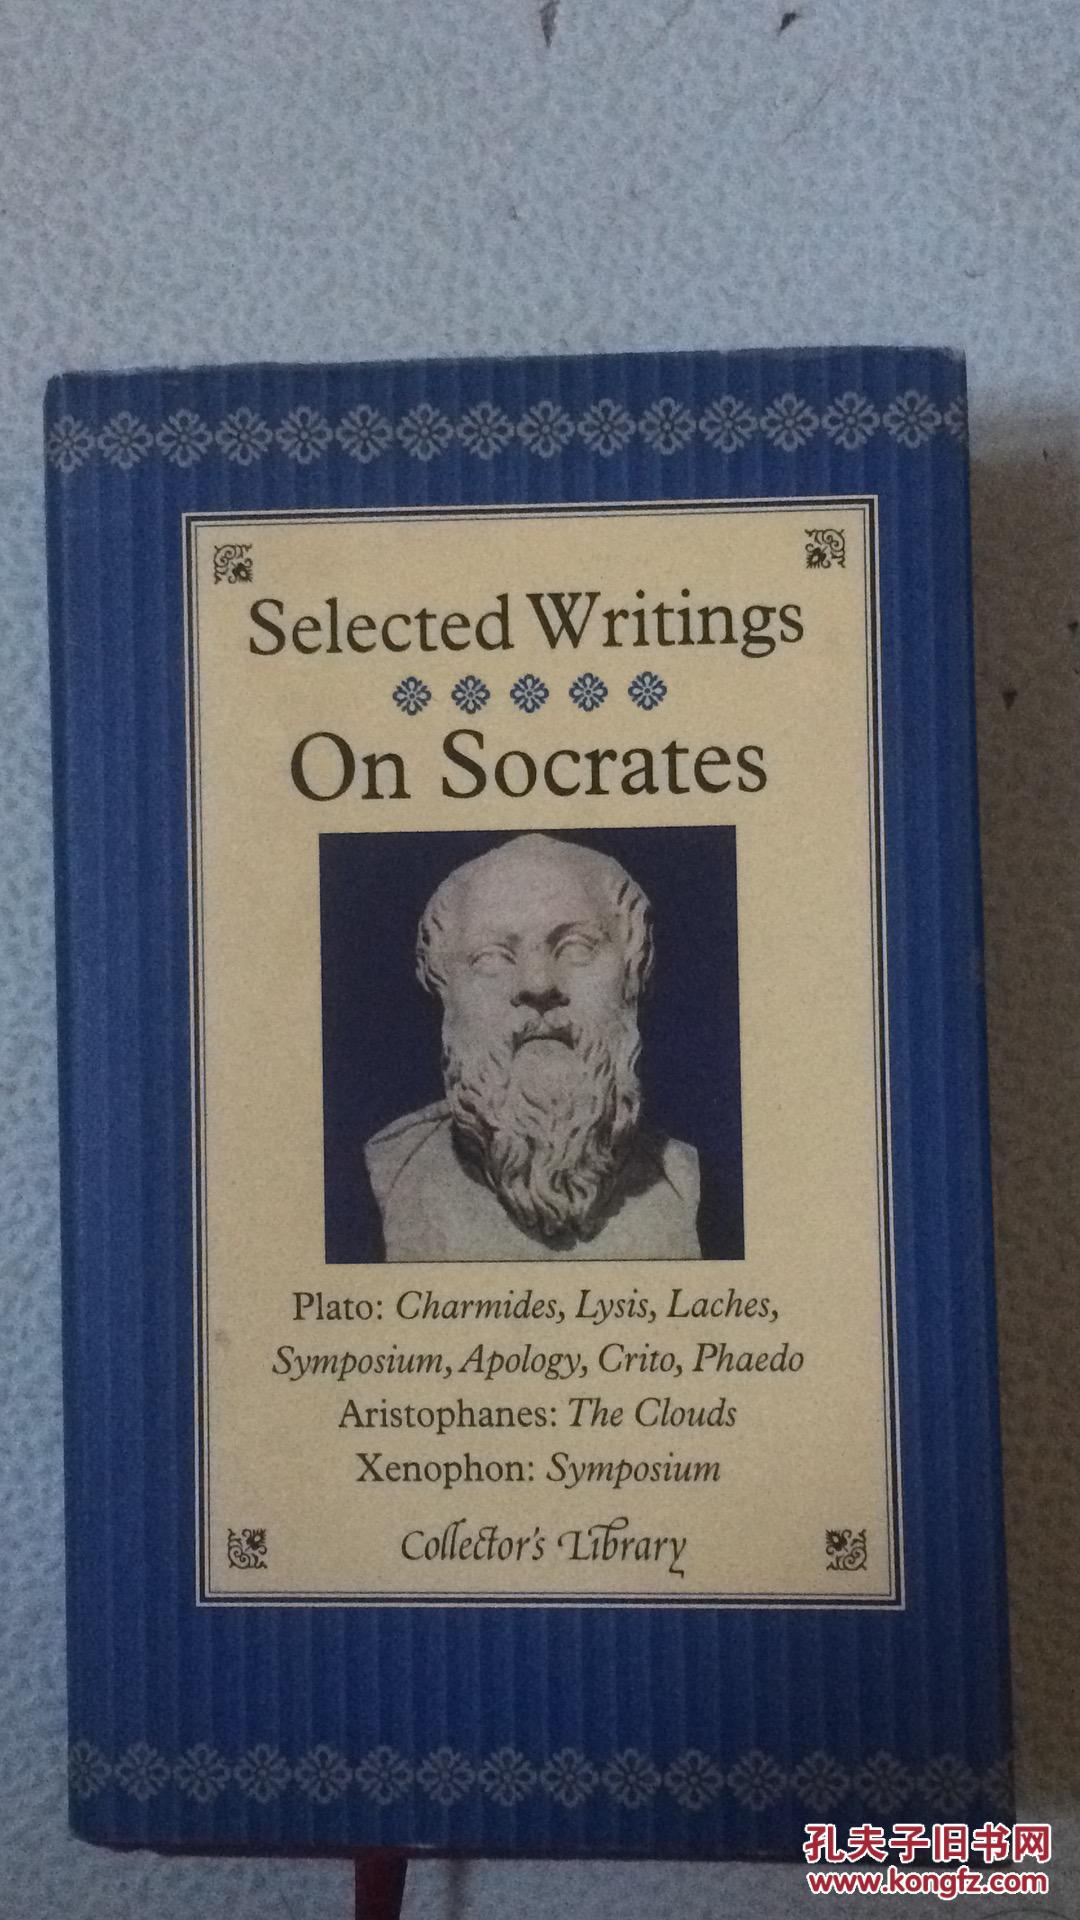 Selected Writings
On Socrates
Plato: Charmides, Lysis, Laches,
Symposium, Apology, Crito, Phaedo
Aristophanes: The Clouds
Xenophon: Symposium
Collector's Library
孔夫子旧书网
www.kongfz.com